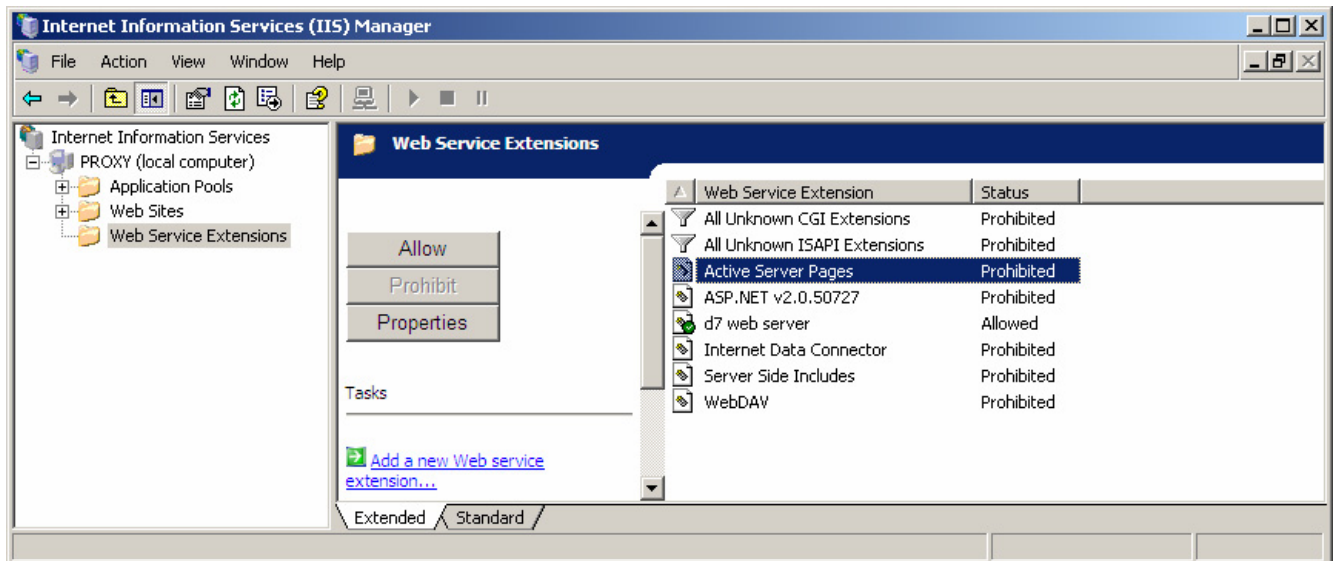 Internet Information Services (IIS) Manager
File Action View Window Help
Internet Information Services
PROXY (local computer)
Application Pools
Web Sites
Web Service Extensions
Web Service Extensions
Allow
Prohibit
Properties
Tasks
Add a new Web service
extension...
Web Service Extension Status
All Unknown CGI Extensions Prohibited
All Unknown ISAPI Extensions Prohibited
Active Server Pages Prohibited
ASP.NET v2.0.50727 Prohibited
d7 web server Allowed
Internet Data Connector Prohibited
Server Side Includes Prohibited
WebDAV Prohibited
Extended Standard